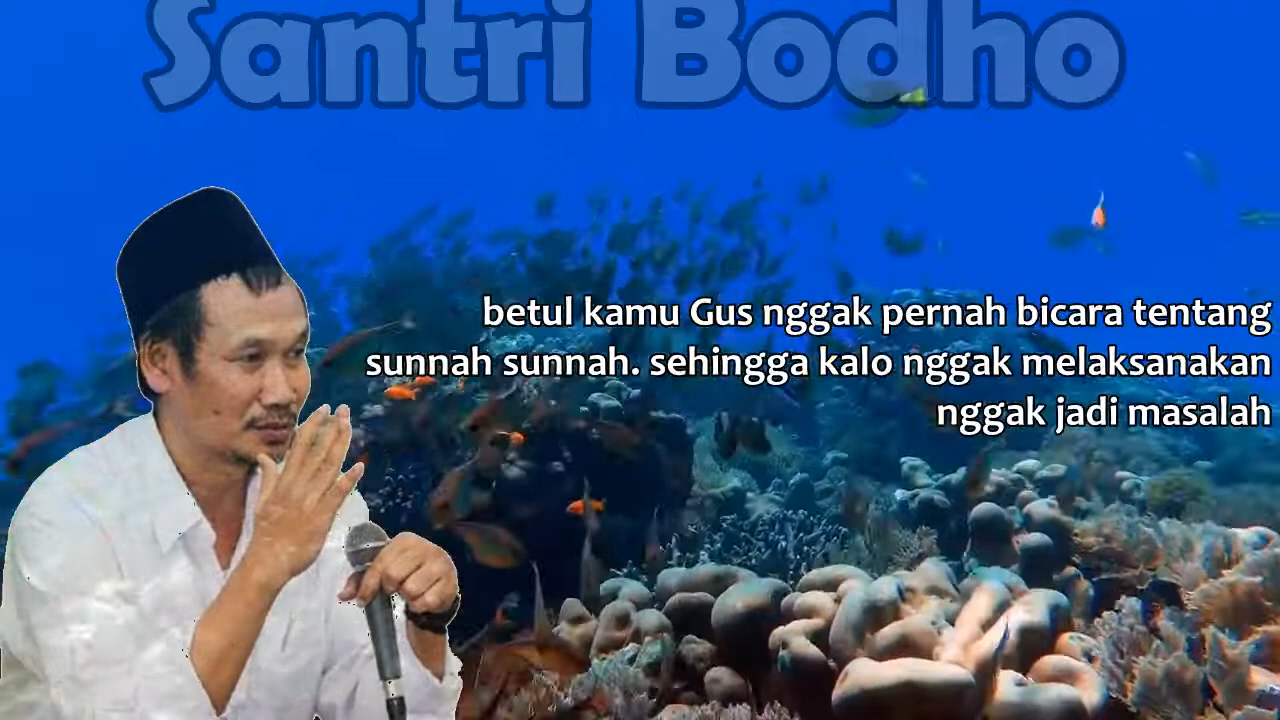 Santri Bodho
betul kamu Gus nggak pernah bicara tentang
sunnah sunnah. sehingga kalo nggak melaksanakan
nggak jadi masalah